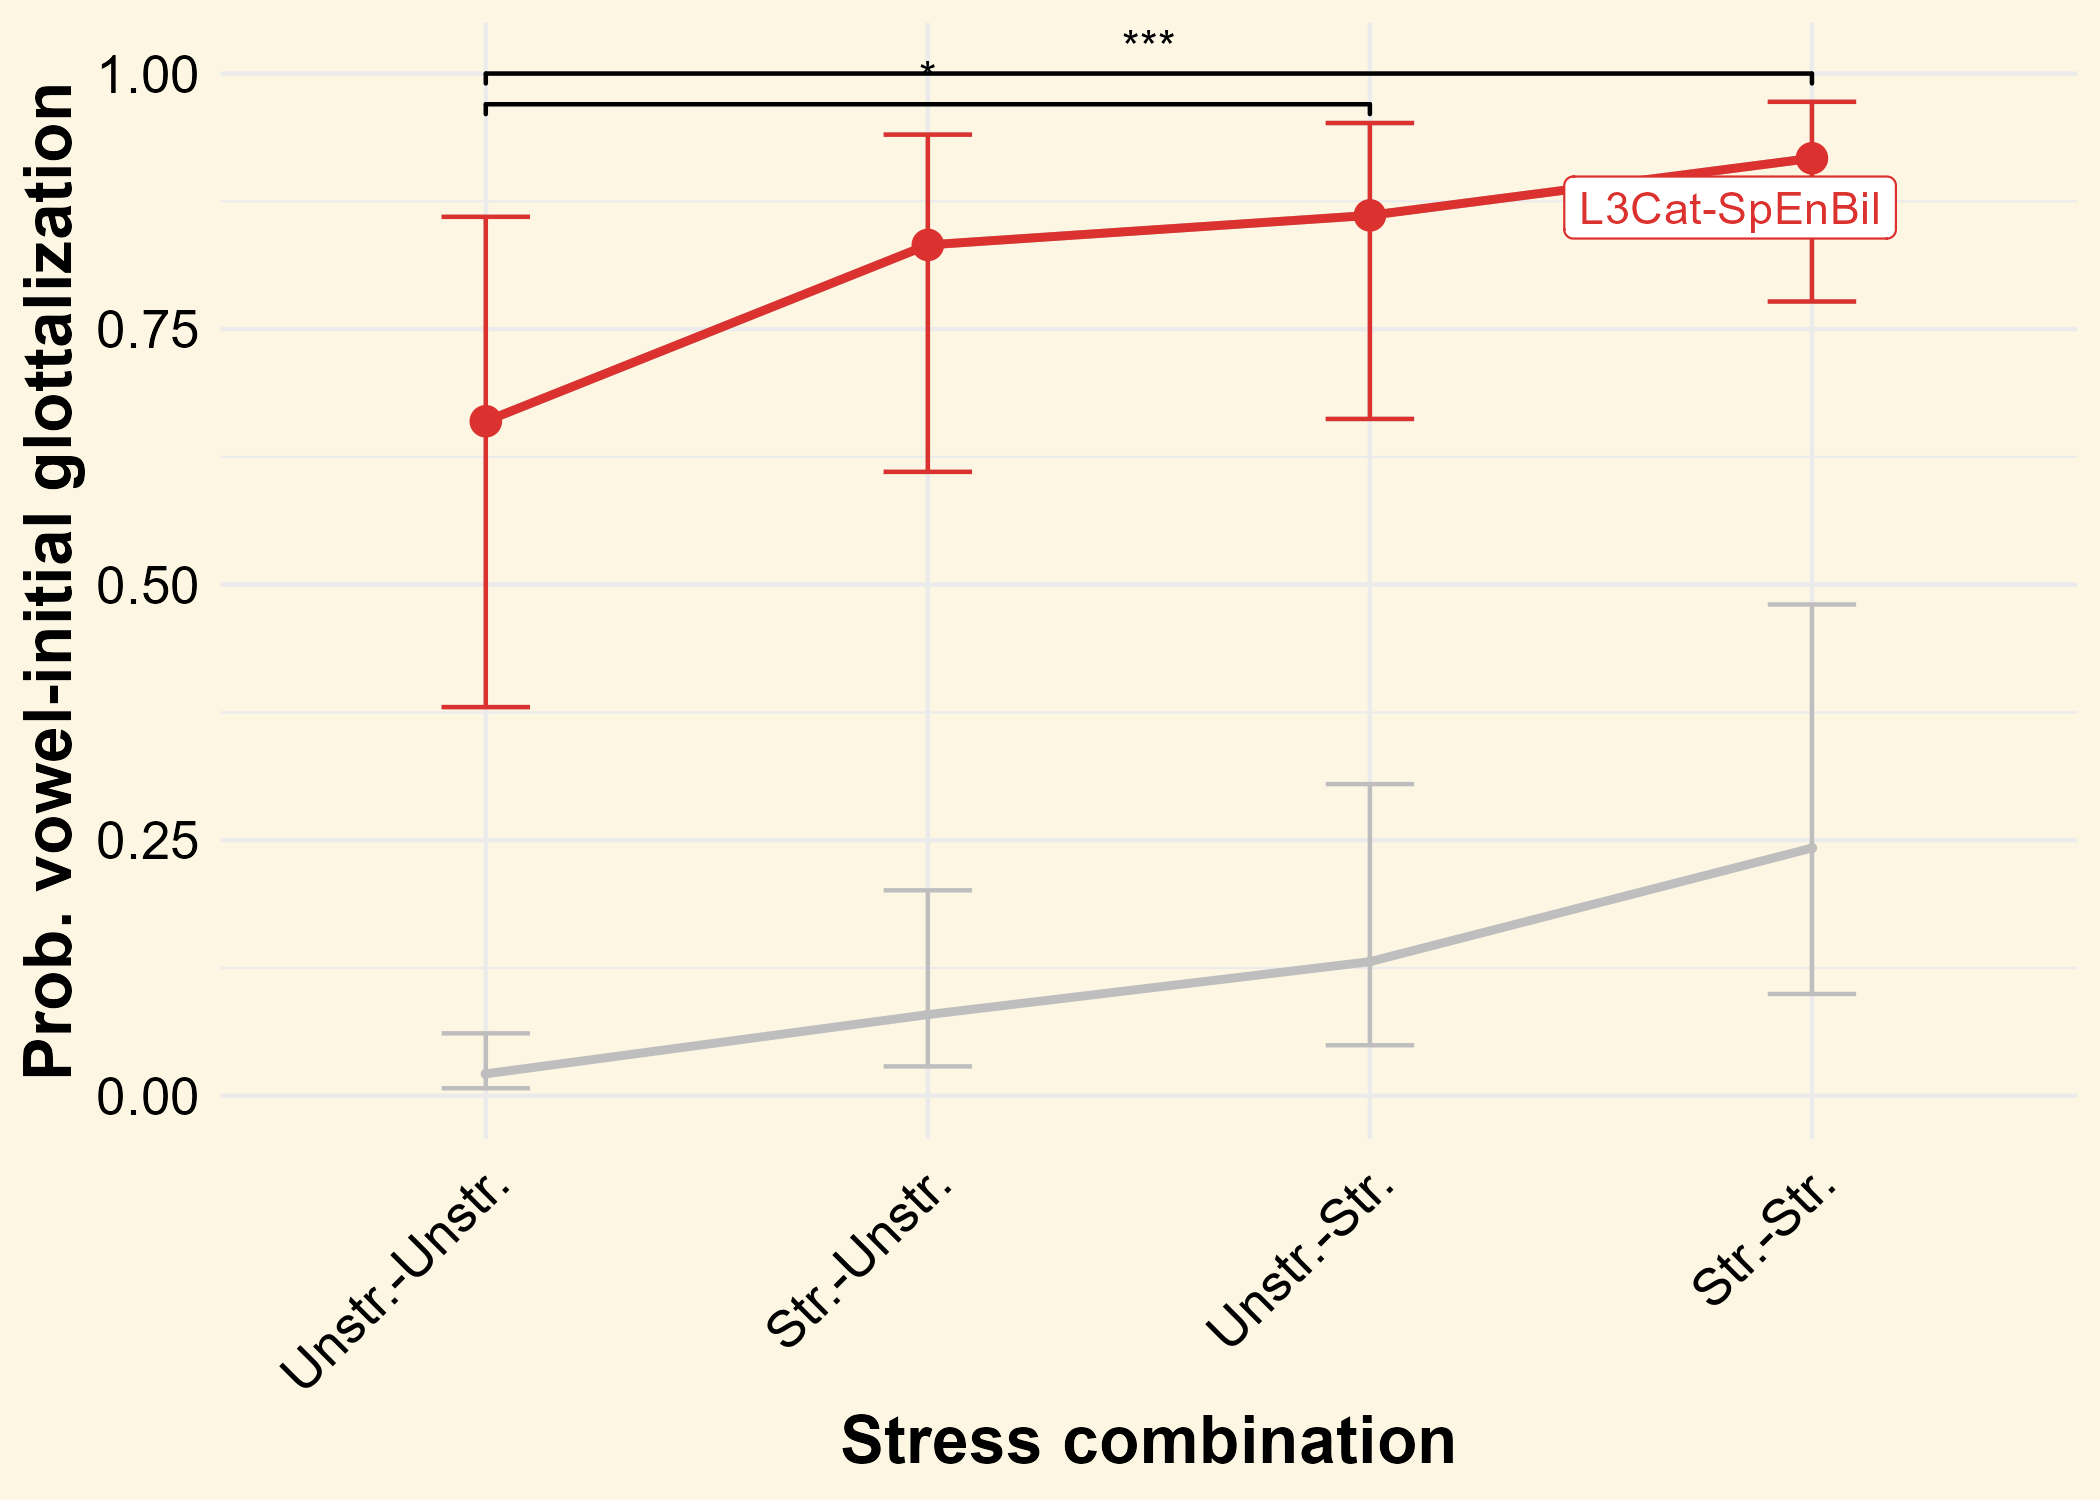 ***
*
1.00
0.75
0.50
0.25
0.00
Prob. vowel-initial glottalization
L3Cat-SpEnBil
Unstr.-Unstr.
Str.-Unstr.
Unstr.-Str.
Str.-Str.
Stress combination